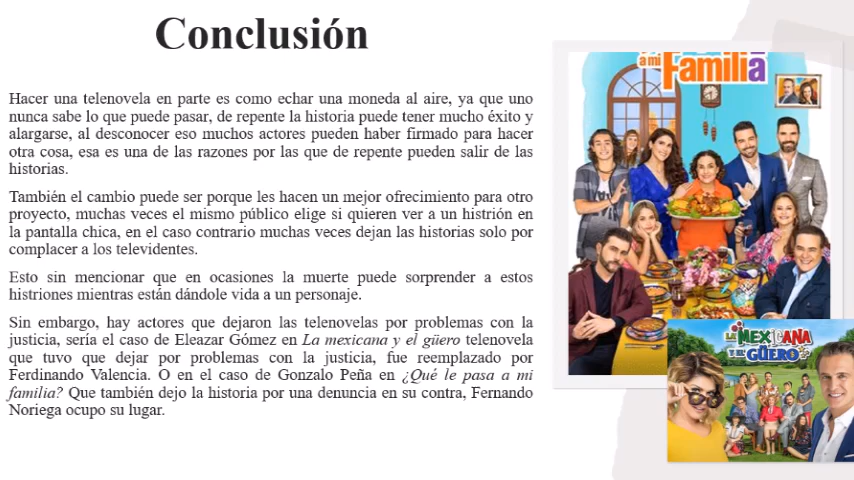 Conclusión
Hacer una telenovela en parte es como echar una moneda al aire, ya que uno
nunca sabe lo que puede pasar, de repente la historia puede tener mucho éxito y
alargarse, al desconocer eso muchos actores pueden haber firmado para hacer
otra cosa, esa es una de las razones por las que de repente pueden salir de las
historias.
También el cambio puede ser porque les hacen un mejor ofrecimiento para otro
proyecto, muchas veces el mismo público elige si quieren ver a un histrión en
la pantalla chica, en el caso contrario muchas veces dejan las historias solo por
complacer a los televidentes.
Esto sin mencionar que en ocasiones la muerte puede sorprender a estos
histriones mientras están dándole vida a un personaje.
Sin embargo, hay actores que dejaron las telenovelas por problemas con la
justicia, sería el caso de Eleazar Gómez en La mexicana y el güero telenovela
que tuvo que dejar por problemas con la justicia, fue reemplazado por
Ferdinando Valencia. O en el caso de Gonzalo Peña en ¿Qué le pasa a mi
familia? Que también dejo la historia por una denuncia en su contra, Fernando
Noriega ocupo su lugar.
a mi Familia
LA MEXICANA
Y EL GÜERO